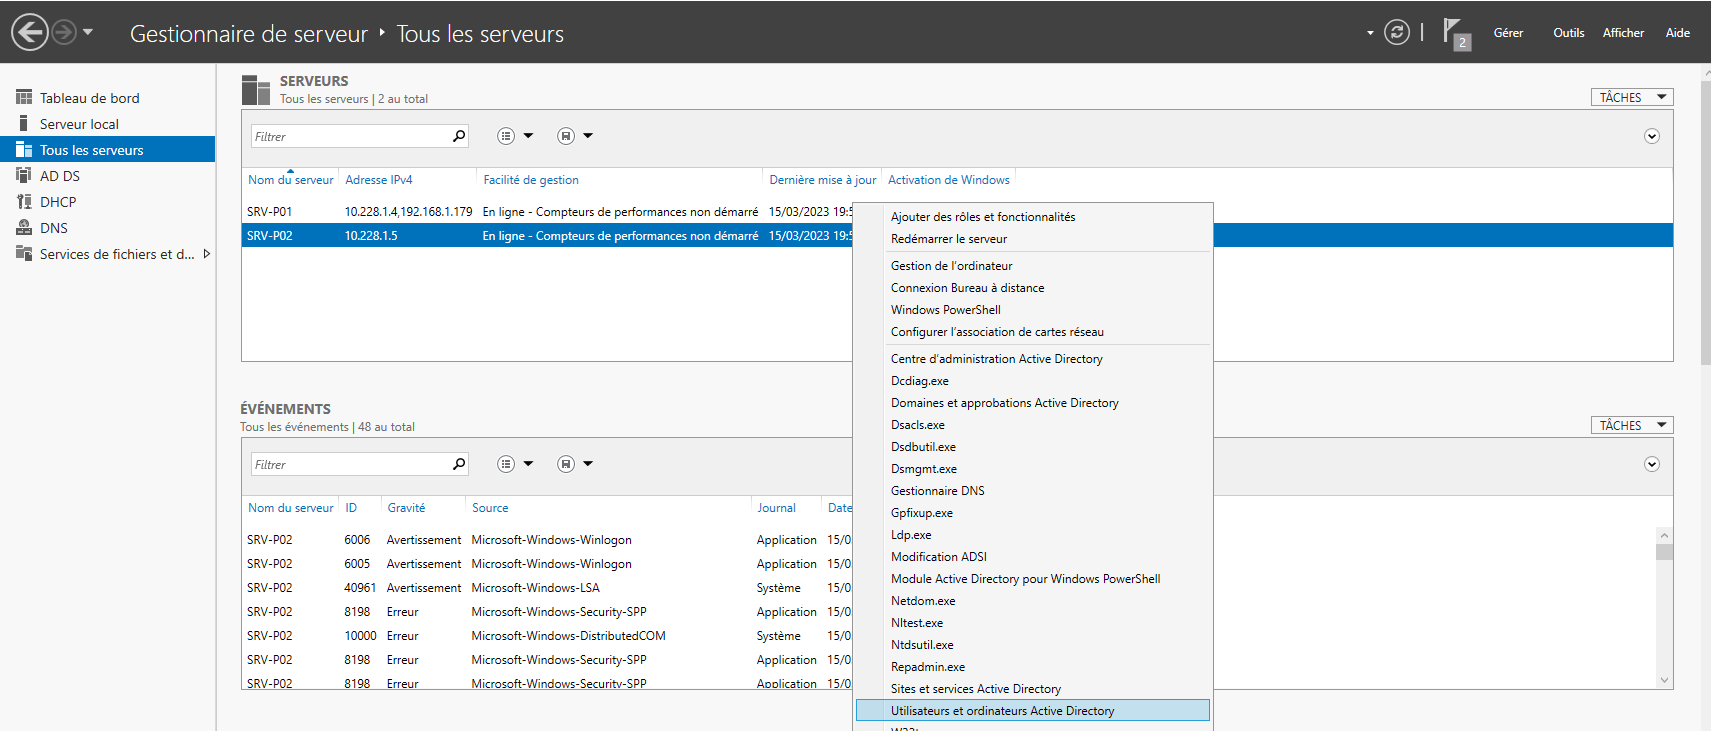 Gestionnaire de serveur ‣ Tous les serveurs
2
Gérer Outils Afficher Aide
Tableau de bord
Serveur local
Tous les serveurs
AD DS
DHCP
DNS
Services de fichiers et d...
SERVEURS
Tous les serveurs | 2 au total
TÂCHES
Filtrer
Nom du serveur Adresse IPv4 Facilité de gestion Dernière mise à jour Activation de Windows
SRV-P01 10.228.1.4,192.168.1.179 En ligne - Compteurs de performances non démarré 15/03/2023 19:5
SRV-P02 10.228.1.5 En ligne - Compteurs de performances non démarré 15/03/2023 19:5
Ajouter des rôles et fonctionnalités
Redémarrer le serveur
Gestion de l'ordinateur
Connexion Bureau à distance
Windows PowerShell
Configurer l'association de cartes réseau
Centre d'administration Active Directory
Dcdiag.exe
Domaines et approbations Active Directory
Dsacls.exe
Dsdbutil.exe
Dsmgmt.exe
Gestionnaire DNS
Gpfixup.exe
Ldp.exe
Modification ADSI
Module Active Directory pour Windows PowerShell
Netdom.exe
Nltest.exe
Ntdsutil.exe
Repadmin.exe
Sites et services Active Directory
Utilisateurs et ordinateurs Active Directory
ÉVÉNEMENTS
Tous les événements | 48 au total
TÂCHES
Filtrer
Nom du serveur ID Gravité Source Journal Date
SRV-P02 6006 Avertissement Microsoft-Windows-Winlogon Application 15/0
SRV-P02 6005 Avertissement Microsoft-Windows-Winlogon Application 15/0
SRV-P02 40961 Avertissement Microsoft-Windows-LSA Système 15/0
SRV-P02 8198 Erreur Microsoft-Windows-Security-SPP Application 15/0
SRV-P02 10000 Erreur Microsoft-Windows-DistributedCOM Système 15/0
SRV-P02 8198 Erreur Microsoft-Windows-Security-SPP Application 15/0
SRV-P02 8198 Erreur Microsoft-Windows-Security-SPP Application 15/0